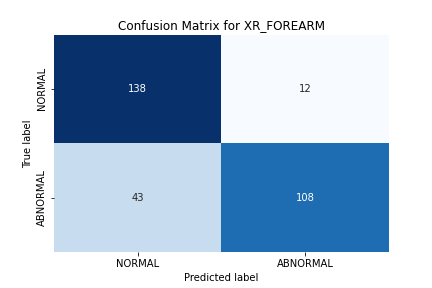 Confusion Matrix for XR_FOREARM
True label
NORMAL
138
12
ABNORMAL
43
108
NORMAL
ABNORMAL
Predicted label